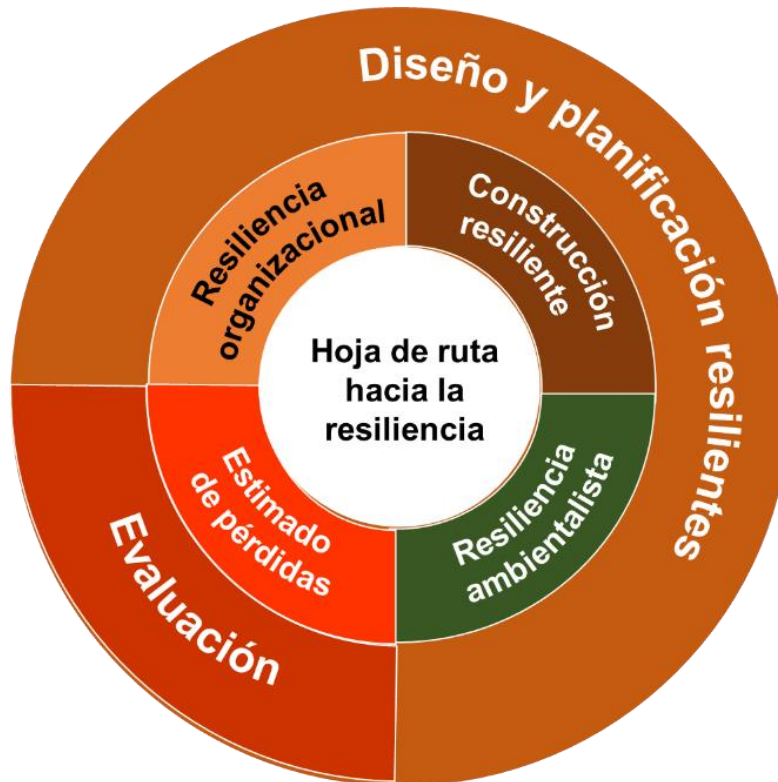 Diseño y planificación resilientes
Resiliencia
organizacional
Construcción
resiliente
Hoja de ruta
hacia la
resiliencia
Estimado
de pérdidas
Resiliencia
ambientalista
Evaluación